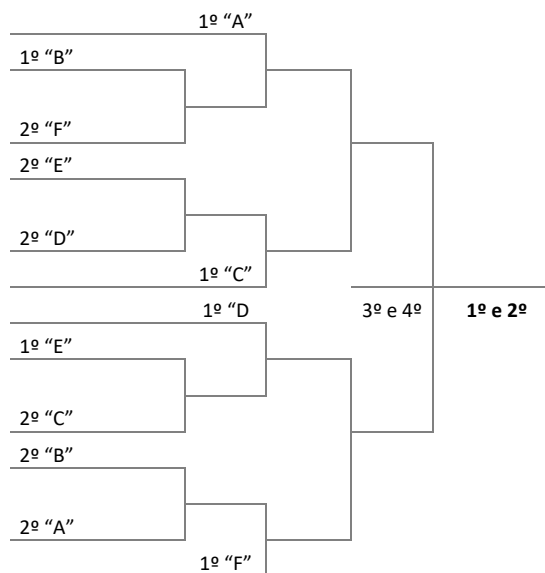 1º “A”
1º “B”
2º “F”
2º “E”
2º “D”
1º “C”
1º “D
3º e 4º
1º e 2º
1º “E”
2º “C”
2º “B”
2º “A”
1º “F”